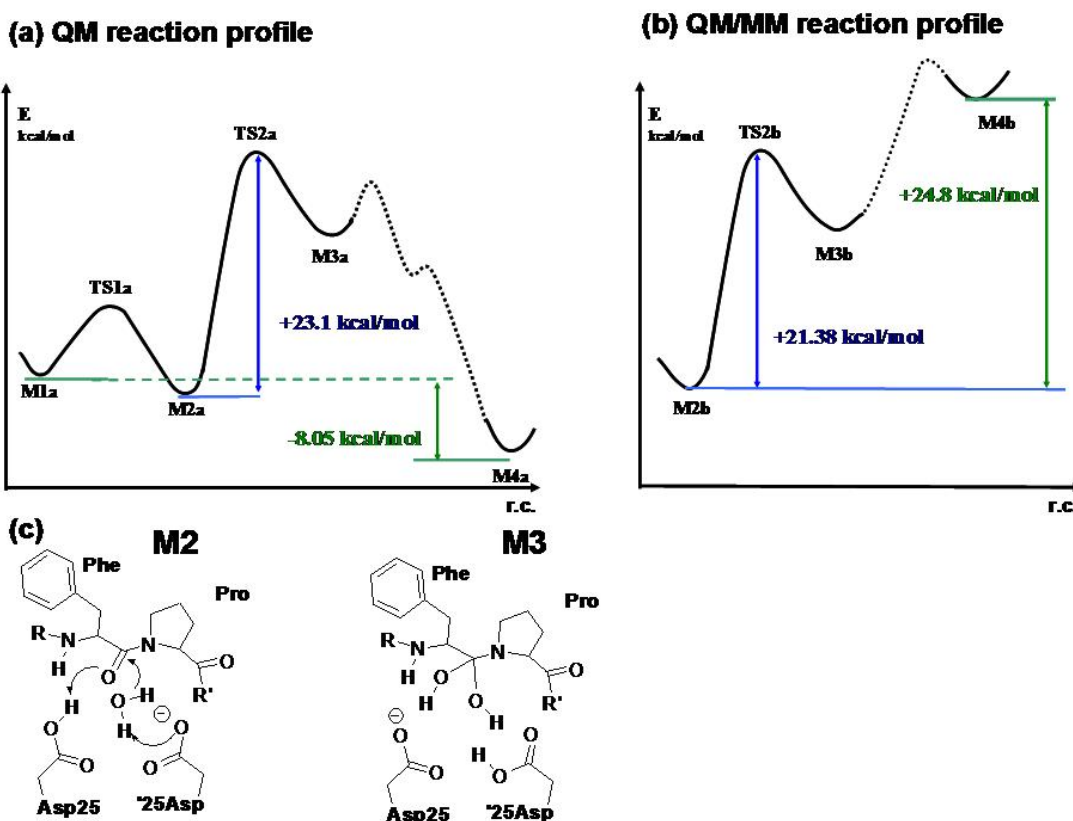 (a) QM reaction profile
E
kcal/mol
TS2a
TS1a
M3a
+23.1 kcal/mol
M1a
M2a
-8.05 kcal/mol
M4a
r.c.
(b) QM/MM reaction profile
E
kcal/mol
TS2b
M4b
+24.8 kcal/mol
M3b
+21.38 kcal/mol
M2b
r.c.
(c)
M2
Phe
Pro
R N N O
H O H R'
H O H ⊖
O O
O O
Asp25 *25Asp
M3
Phe
Pro
R N N O
H O O R'
H H
⊖
O H O
O O
Asp25 *25Asp